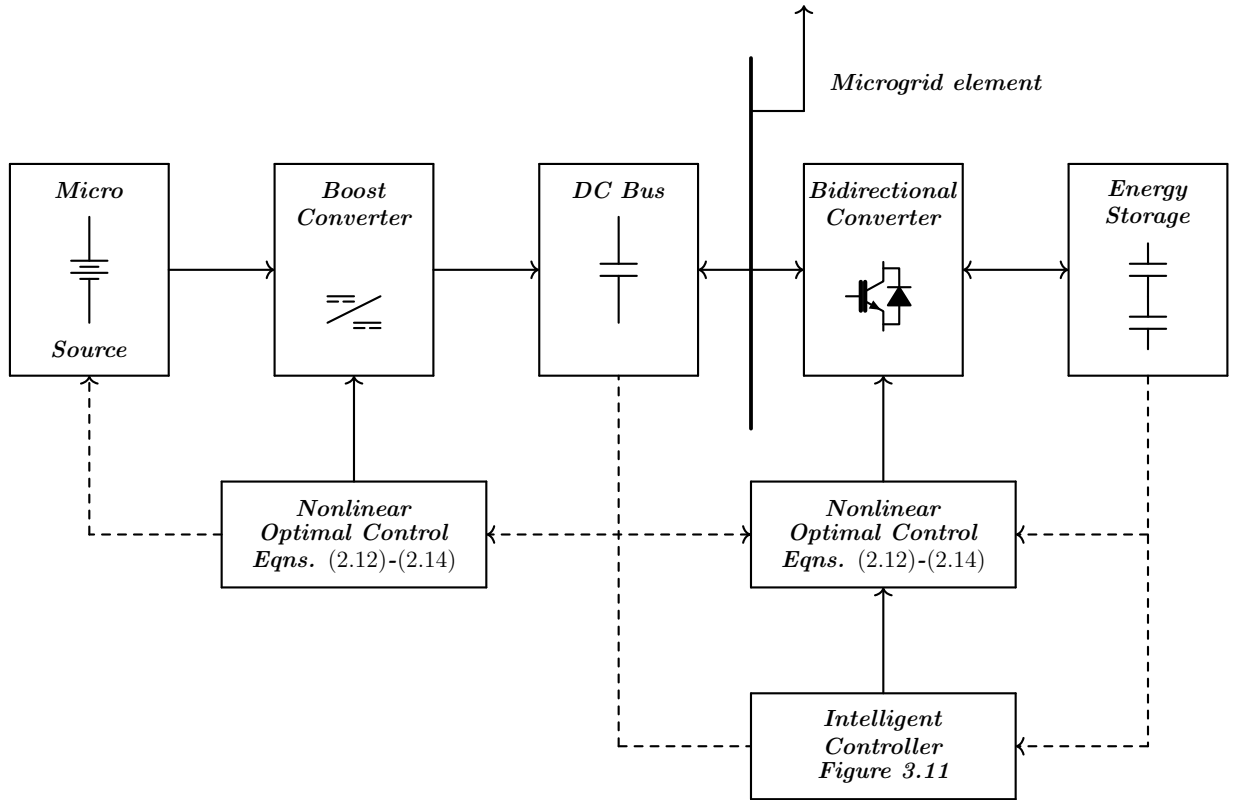 Microgrid element
Micro
Source
Boost
Converter
DC Bus
Bidirectional
Converter
Energy
Storage
Nonlinear
Optimal Control
Eqns. (2.12)-(2.14)
Nonlinear
Optimal Control
Eqns. (2.12)-(2.14)
Intelligent
Controller
Figure 3.11